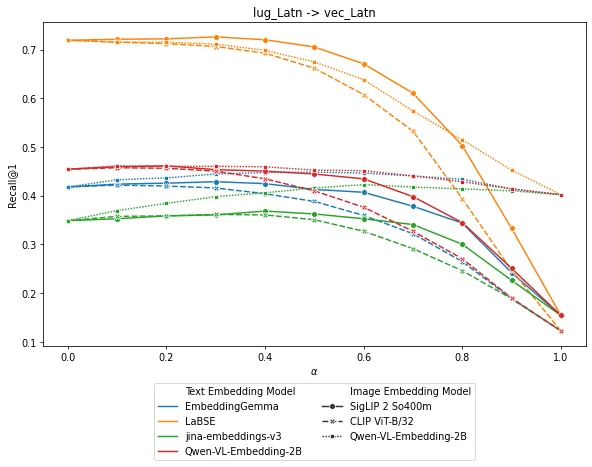 lug_Latn -> vec_Latn
Recall@1
0.7
0.6
0.5
0.4
0.3
0.2
0.1
0.0 0.2 0.4 0.6 0.8 1.0
α
Text Embedding Model Image Embedding Model
EmbeddingGemma SigLIP 2 So400m
LaBSE CLIP ViT-B/32
jina-embeddings-v3 Qwen-VL-Embedding-2B
Qwen-VL-Embedding-2B